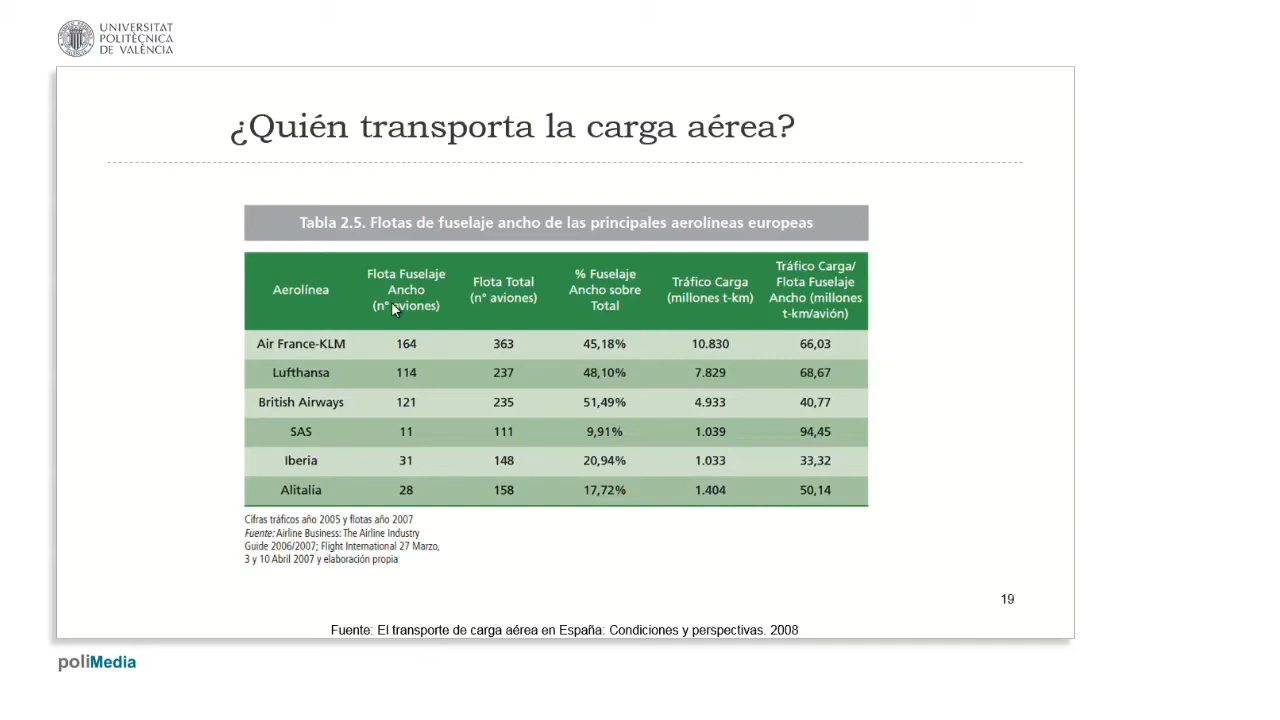 UNIVERSITAT
POLITÈCNICA
DE VALÈNCIA
¿Quién transporta la carga aérea?
Tabla 2.5. Flotas de fuselaje ancho de las principales aerolíneas europeas
Aerolínea
Flota Fuselaje
Ancho
(n° aviones)
Flota Total
(n° aviones)
% Fuselaje
Ancho sobre
Total
Tráfico Carga
(millones t-km)
Tráfico Carga/
Flota Fuselaje
Ancho (millones
t-km/avión)
Air France-KLM 164 363 45,18% 10.830 66,03
Lufthansa 114 237 48,10% 7.829 68,67
British Airways 121 235 51,49% 4.933 40,77
SAS 11 111 9,91% 1.039 94,45
Iberia 31 148 20,94% 1.033 33,32
Alitalia 28 158 17,72% 1.404 50,14
Cifras tráficos año 2005 y flotas año 2007
Fuente: Airline Business: The Airline Industry
Guide 2006/2007; Flight International 27 Marzo,
3 y 10 Abril 2007 y elaboración propia
19
Fuente: El transporte de carga aérea en España: Condiciones y perspectivas. 2008
poliMedia